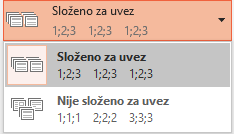 Složeno za uvez
1;2;3 1;2;3 1;2;3
Složeno za uvez
1;2;3 1;2;3 1;2;3
Nije složeno za uvez
1;1;1 2;2;2 3;3;3